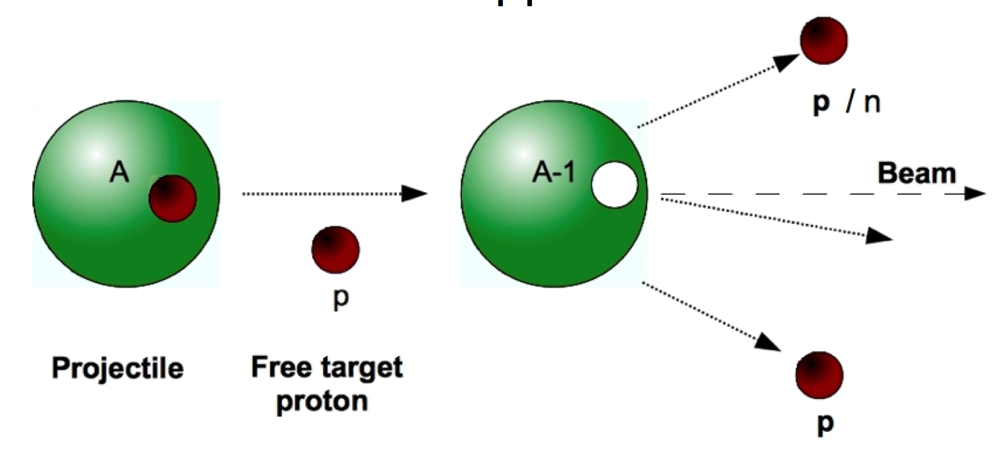 p / n
A
A-1
Beam
p
Projectile
Free target
proton
p